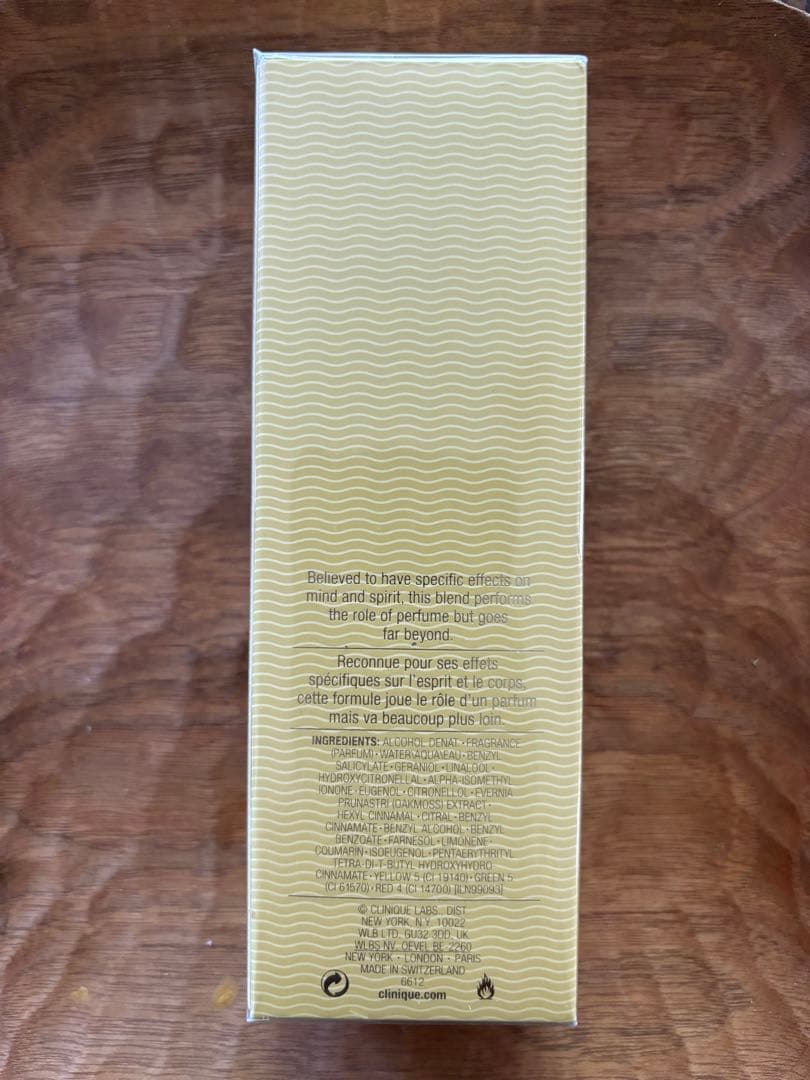 Believed to have specific effects on
mind and spirit, this blend performs
the role of perfume but goes
far beyond.
Reconnue pour ses effets
spécifiques sur l'esprit et le corps,
cette formule joue le rôle d'un parfum
mais va beaucoup plus loin.
INGREDIENTS: ALCOHOL DENAT • FRAGRANCE
(PARFUM) • WATER\AQUA\EAU • BENZYL
SALICYLATE • GERANIOL • LINALOOL •
HYDROXYCITRONELLAL • ALPHA-ISOMETHYL
IONONE • EUGENOL • CITRONELLOL • EVERNIA
PRUNASTRI (OAKMOSS) EXTRACT •
HEXYL CINNAMAL • CITRAL • BENZYL
CINNAMATE • BENZYL ALCOHOL • BENZYL
BENZOATE • FARNESOL • LIMONENE •
COUMARIN • ISOEUGENOL • PENTAERYTHRITYL
TETRA-DI-T-BUTYL HYDROXYHYDRO
CINNAMATE • YELLOW 5 (CI 19140) • GREEN 5
(CI 61570) • RED 4 (CI 14700) [ILN99093]
© CLINIQUE LABS., DIST
NEW YORK, N.Y. 10022
WLB LTD, GU32 3DD, UK
WLBS NV, OEVEL BE 2260
NEW YORK • LONDON • PARIS
MADE IN SWITZERLAND
6612
clinique.com